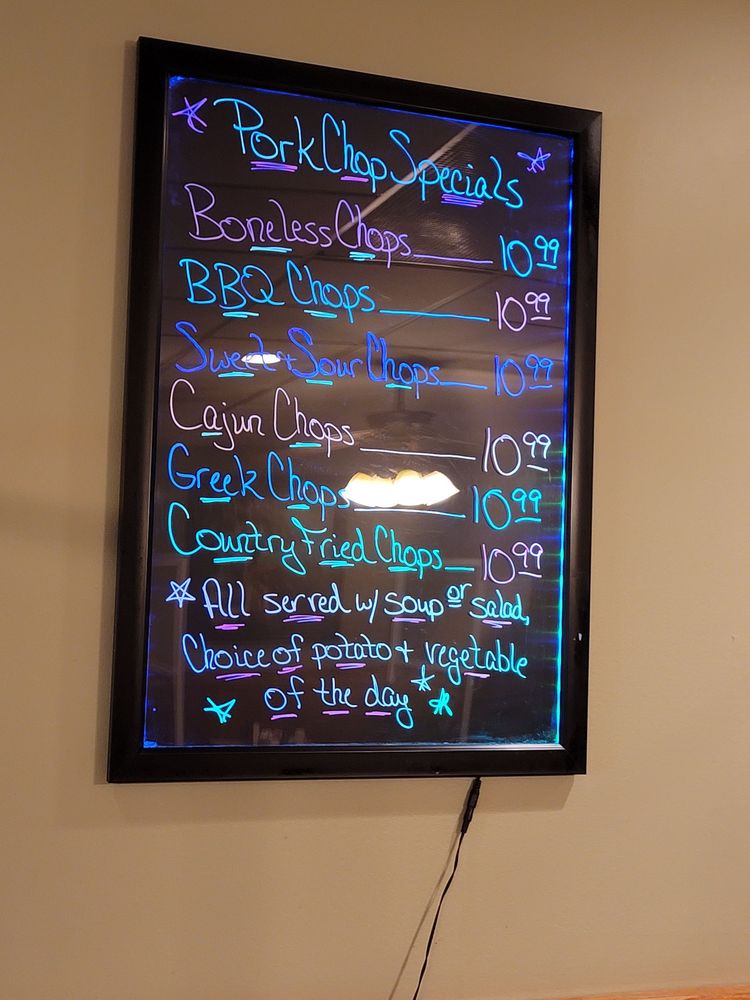 Pork Chop Specials
Boneless Chops 10.99
BBQ Chops 10.99
Sweet + Sour Chops 10.99
Cajun Chops 10.99
Greek Chops 10.99
Country Fried Chops 10.99
All served w/ soup or salad,
Choice of potato + vegetable
of the day